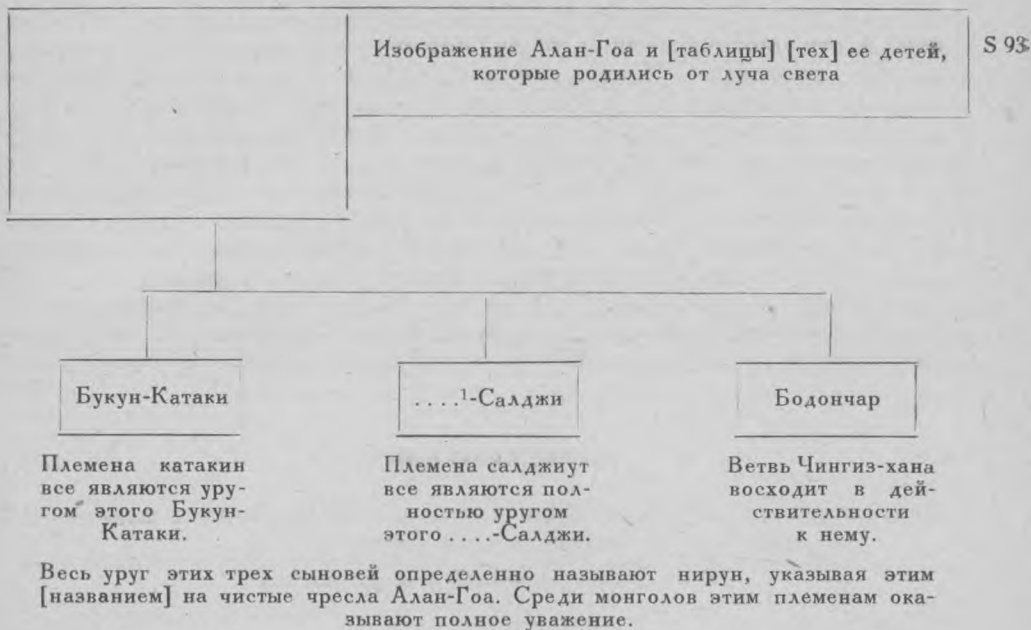 Изображение Алан-Гоа и [таблицы] [тех] ее детей,
которые родились от луча света
S 93
Букун-Катаки
. . . .¹-Салджи
Бодончар
Племена катакин
все являются уру-
гом этого Букун-
Катаки.
Племена салджиут
все являются пол-
ностью уругом
этого . . . .-Салджи.
Ветвь Чингиз-хана
восходит в дей-
ствительности
к нему.
Весь уруг этих трех сыновей определенно называют нирун, указывая этим
[названием] на чистые чресла Алан-Гоа. Среди монголов этим племенам ока-
зывают полное уважение.